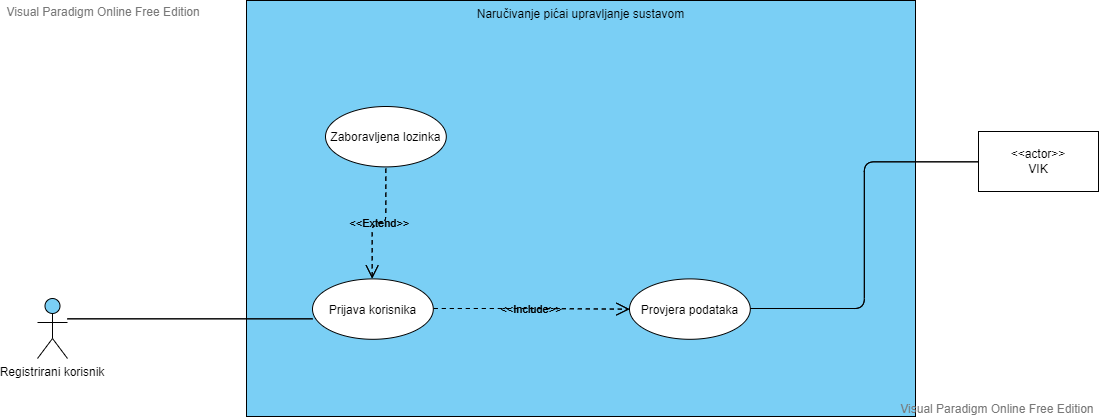 Visual Paradigm Online Free Edition
Naručivanje pićai upravljanje sustavom
Zaboravljena lozinka
<<actor>>
VIK
<<Extend>>
Prijava korisnika
<<Include>>
Provjera podataka
Registrirani korisnik
Visual Paradigm Online Free Edition